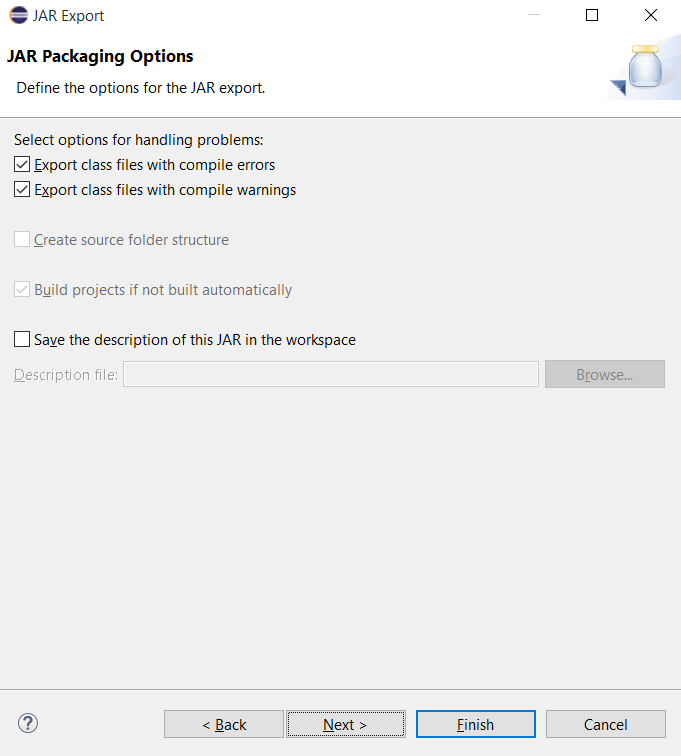 JAR Export
JAR Packaging Options
Define the options for the JAR export.
Select options for handling problems:
Export class files with compile errors
Export class files with compile warnings
Create source folder structure
Build projects if not built automatically
Save the description of this JAR in the workspace
Description file: Browse...
? < Back Next > Finish Cancel